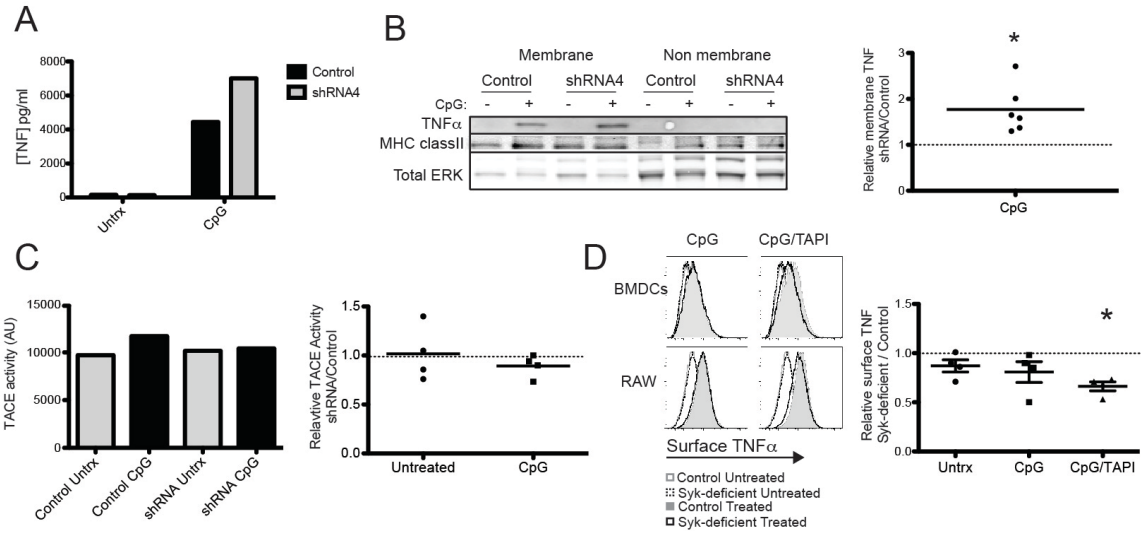 A
[TNF] pg/ml
8000
6000
4000
2000
0
Untrx
CpG
Control
shRNA4
B
Membrane
Non membrane
Control
shRNA4
Control
shRNA4
CpG:
-
+
-
+
-
+
-
+
TNFα
MHC classII
Total ERK
Relative membrane TNF
shRNA/Control
3
2
1
0
*
CpG
C
TACE activity (AU)
15000
10000
5000
0
Control Untrx
Control CpG
shRNA Untrx
shRNA CpG
Relavtive TACE Activity
shRNA/Control
1.5
1.0
0.5
0.0
Untreated
CpG
D
CpG
CpG/TAPI
BMDCs
RAW
Surface TNFα
Control Untreated
Syk-deficient Untreated
Control Treated
Syk-deficient Treated
Relative surface TNF
Syk-deficient / Control
1.5
1.0
0.5
0.0
*
Untrx
CpG
CpG/TAPI